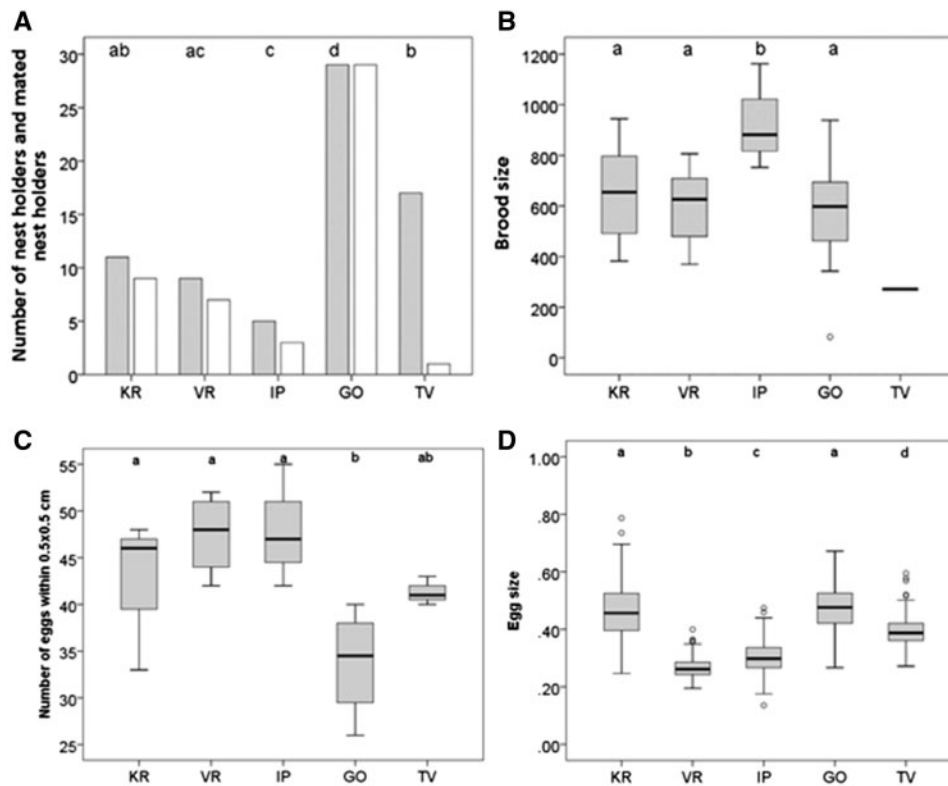 A
Number of nest holders and mated
nest holders
30
25
20
15
10
5
0
ab ac c d b
KR VR IP GO TV
B
Brood size
1200
1000
800
600
400
200
0
a a b a
KR VR IP GO TV
C
Number of eggs within 0.5x0.5 cm
55
50
45
40
35
30
25
a a a b ab
KR VR IP GO TV
D
Egg size
1.00
.80
.60
.40
.20
.00
a b c a d
KR VR IP GO TV